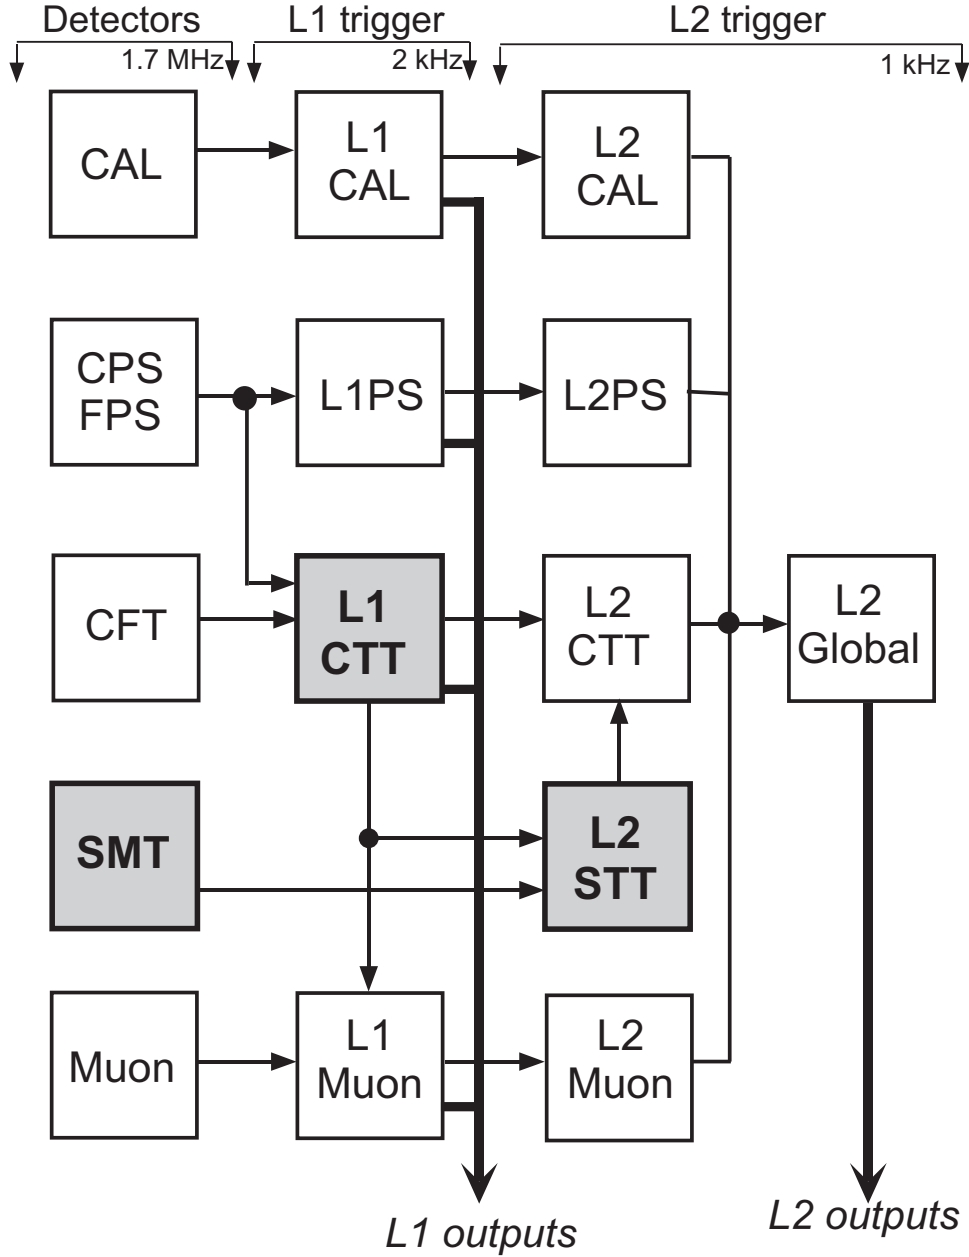 Detectors
L1 trigger
L2 trigger
1.7 MHz
2 kHz
1 kHz
CAL
L1
CAL
L2
CAL
CPS
FPS
L1PS
L2PS
CFT
L1
CTT
L2
CTT
L2
Global
SMT
L2
STT
Muon
L1
Muon
L2
Muon
L1 outputs
L2 outputs